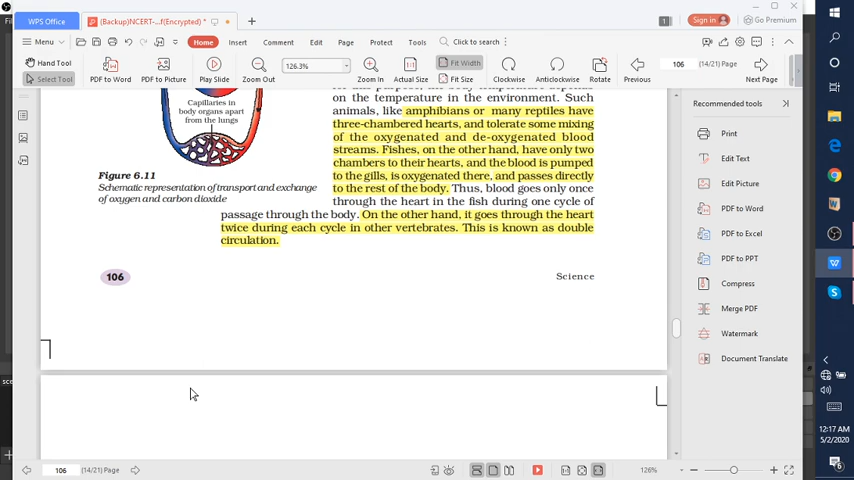 WPS Office
(Backup)NCERT-...f(Encrypted) *
1
Sign in
Go Premium
Menu
Home
Insert
Comment
Edit
Page
Protect
Tools
Click to search
Hand Tool
Select Tool
PDF to Word
PDF to Picture
Play Slide
Zoom Out
126.3%
Zoom In
Actual Size
Fit Width
Fit Size
Clockwise
Anticlockwise
Rotate
Previous
106
(14/21) Page
Next Page
on the temperature in the environment. Such
animals, like amphibians or many reptiles have
three-chambered hearts, and tolerate some mixing
of the oxygenated and de-oxygenated blood
streams. Fishes, on the other hand, have only two
chambers to their hearts, and the blood is pumped
to the gills, is oxygenated there, and passes directly
to the rest of the body. Thus, blood goes only once
through the heart in the fish during one cycle of
passage through the body. On the other hand, it goes through the heart
twice during each cycle in other vertebrates. This is known as double
circulation.
Capillaries in
body organs apart
from the lungs
Figure 6.11
Schematic representation of transport and exchange
of oxygen and carbon dioxide
106
Science
Recommended tools
Print
Edit Text
Edit Picture
PDF to Word
PDF to Excel
PDF to PPT
Compress
Merge PDF
Watermark
Document Translate
106
(14/21) Page
126%
12:17 AM
5/2/2020
6